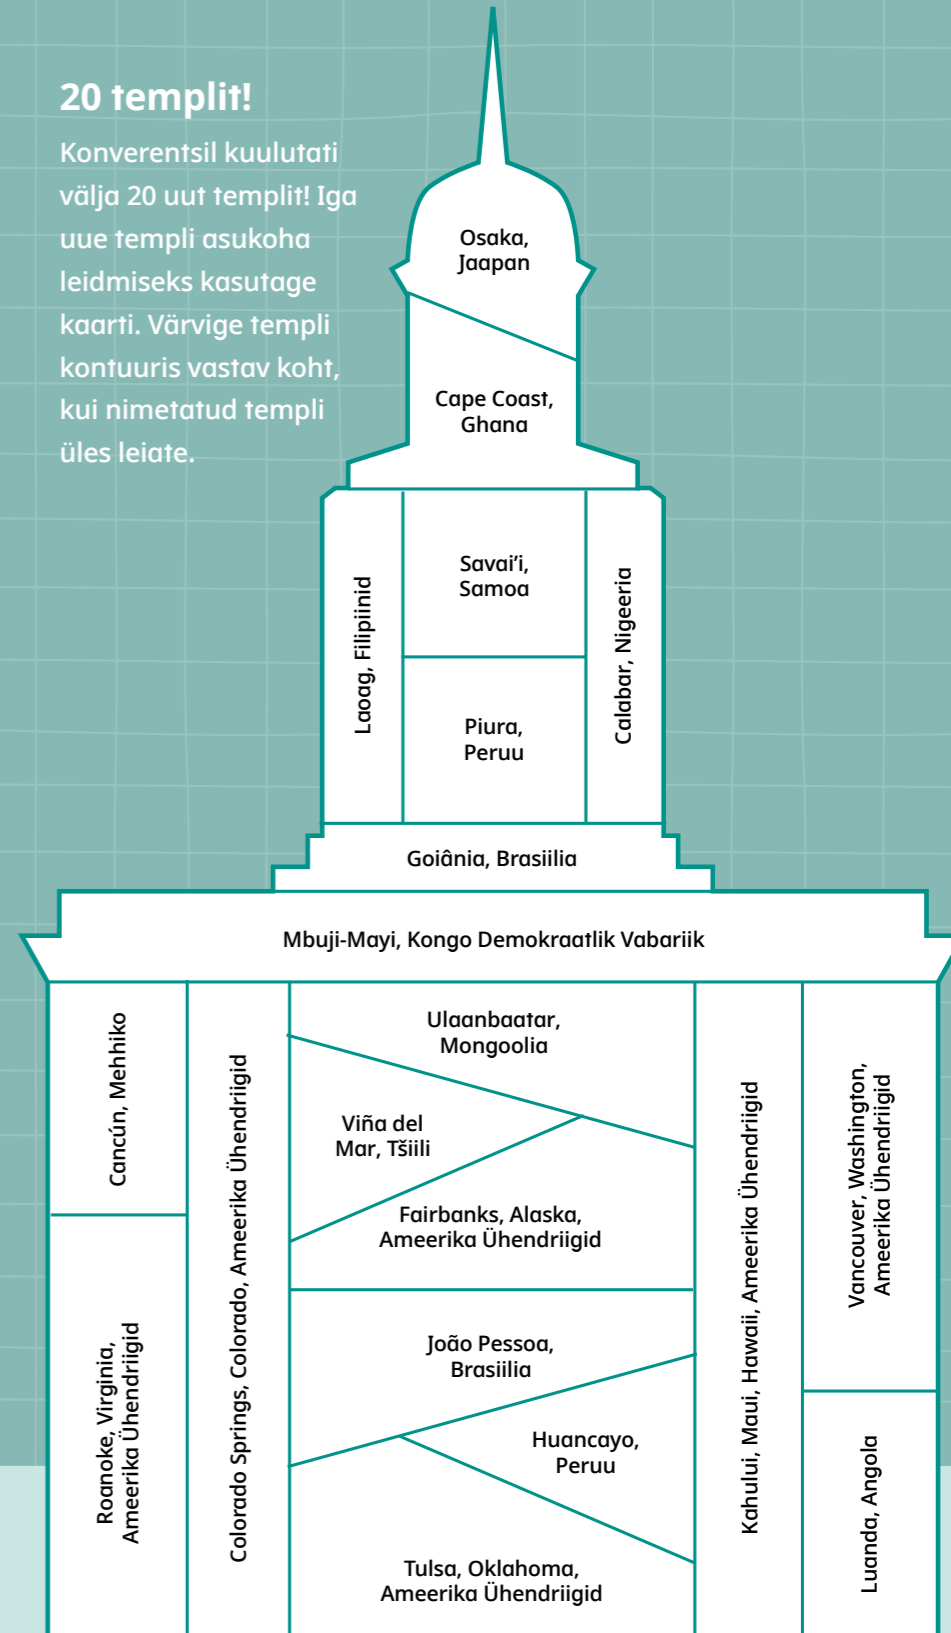 20 templit!
Konverentsil kuulutati
välja 20 uut templit! Iga
uue templi asukoha
leidmiseks kasutage
kaarti. Värvige templi
kontuuris vastav koht,
kui nimetatud templi
üles leiate.
Osaka,
Jaapan
Cape Coast,
Ghana
Laoag, Filipiinid
Savai’i,
Samoa
Calabar, Nigeeria
Piura,
Peruu
Goiânia, Brasiilia
Mbuji-Mayi, Kongo Demokraatlik Vabariik
Cancún, Mehhiko
Roanoke, Virginia,
Ameerika Ühendriigid
Colorado Springs, Colorado, Ameerika Ühendriigid
Ulaanbaatar,
Mongoolia
Viña del
Mar, Tšiili
Fairbanks, Alaska,
Ameerika Ühendriigid
João Pessoa,
Brasiilia
Huancayo,
Peruu
Tulsa, Oklahoma,
Ameerika Ühendriigid
Kahului, Maui, Hawaii, Ameerika Ühendriigid
Vancouver, Washington,
Ameerika Ühendriigid
Luanda, Angola